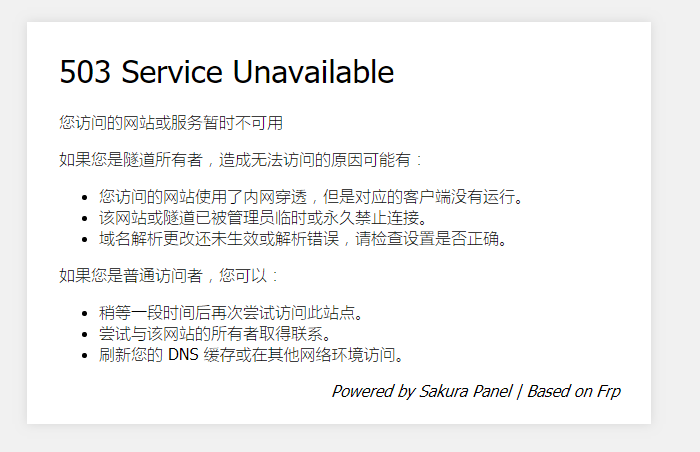 503 Service Unavailable
您访问的网站或服务暂时不可用
如果您是隧道所有者，造成无法访问的原因可能有：
您访问的网站使用了内网穿透，但是对应的客户端没有运行。
该网站或隧道已被管理员临时或永久禁止连接。
域名解析更改还未生效或解析错误，请检查设置是否正确。
如果您是普通访问者，您可以：
稍等一段时间后再次尝试访问此站点。
尝试与该网站的所有者取得联系。
刷新您的 DNS 缓存或在其他网络环境访问。
Powered by Sakura Panel | Based on Frp